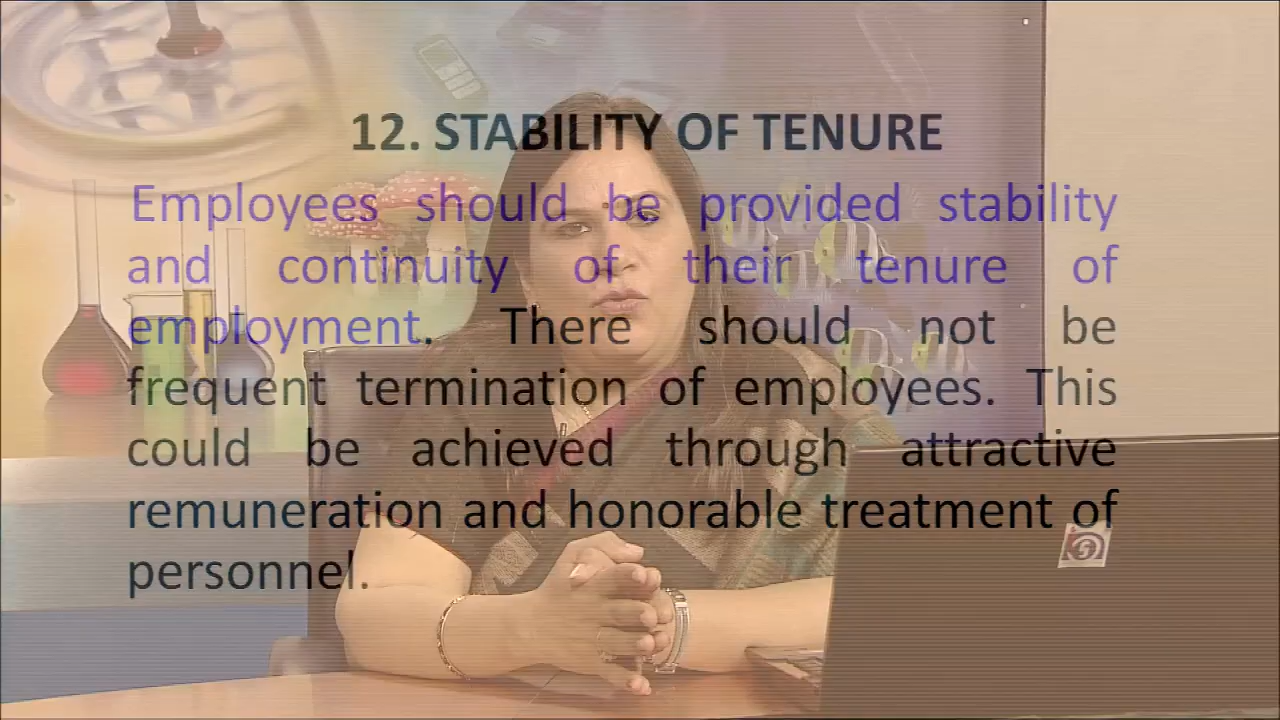 12. STABILITY OF TENURE
Employees should be provided stability
and continuity of their tenure of
employment. There should not be
frequent termination of employees. This
could be achieved through attractive
remuneration and honorable treatment of
personnel.